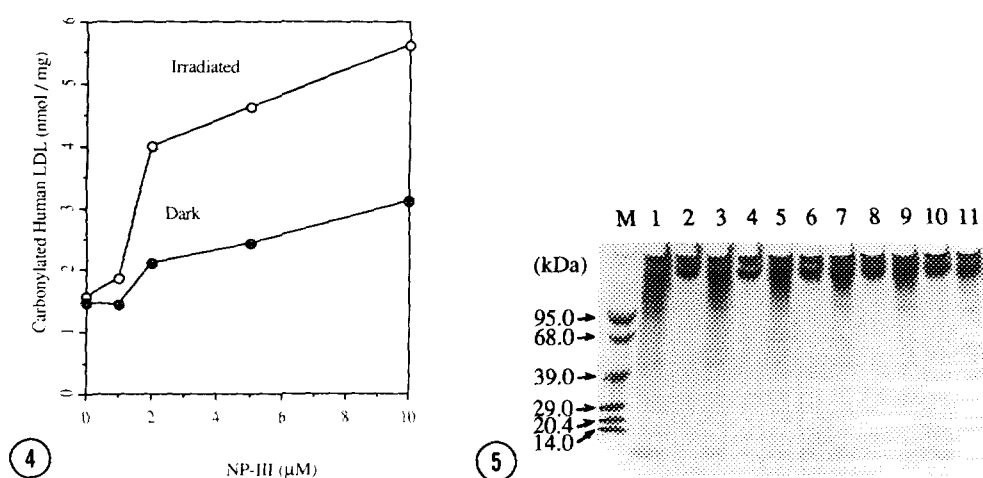 6
5
4
3
2
1
0
Carbonylated Human LDL (nmol / mg)
Irradiated
Dark
0 2 4 6 8 10
NP-III (µM)
4
M 1 2 3 4 5 6 7 8 9 10 11
(kDa)
95.0
68.0
39.0
29.0
20.4
14.0
5